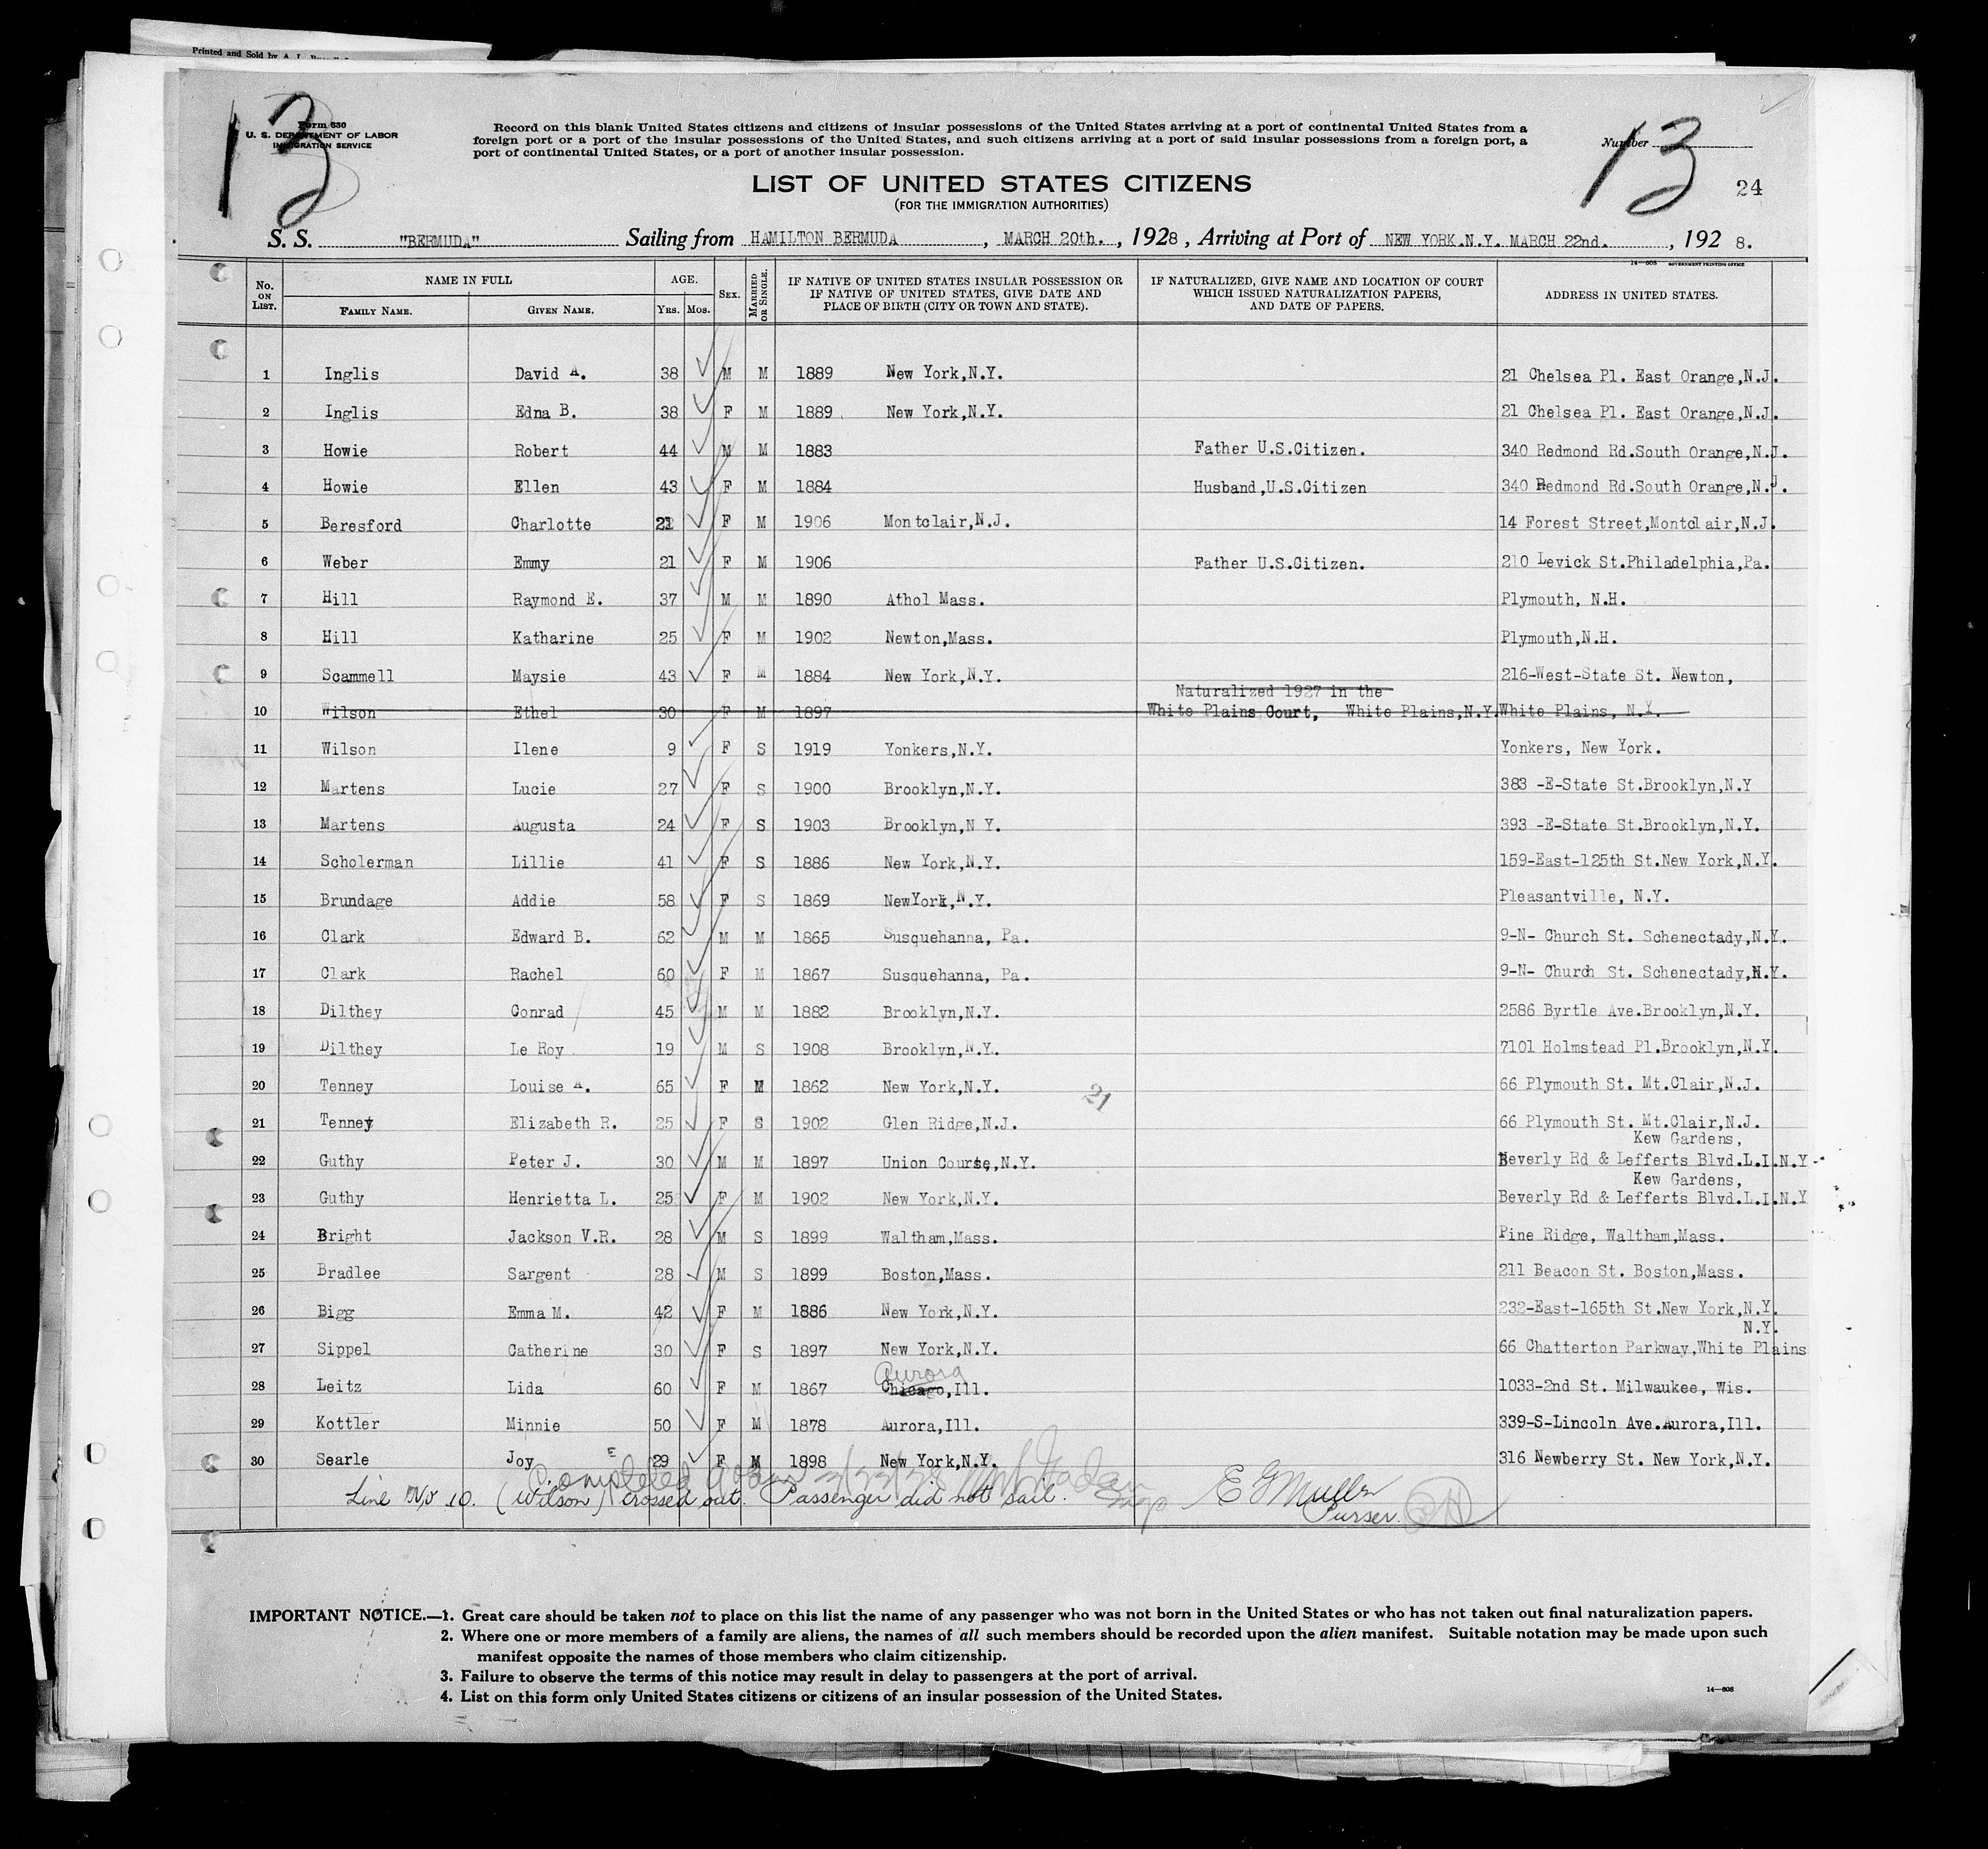 Printed and Sold by A. L.
13
Form 630
U. S. DEPARTMENT OF LABOR
IMMIGRATION SERVICE
Record on this blank United States citizens and citizens of insular possessions of the United States arriving at a port of continental United States from a
foreign port or a port of the insular possessions of the United States, and such citizens arriving at a port of said insular possessions from a foreign port, a
port of continental United States, or a port of another insular possession.
Number
13
24
LIST OF UNITED STATES CITIZENS
(FOR THE IMMIGRATION AUTHORITIES)
S. S. "BERMUDA" Sailing from HAMILTON BERMUDA, MARCH 20th., 1928, Arriving at Port of NEW YORK.N.Y. MARCH 22nd., 192 8.
14—608 GOVERNMENT PRINTING OFFICE
No. ON LIST. NAME IN FULL FAMILY NAME. GIVEN NAME. AGE. YRS. MOS. SEX. MARRIED OR SINGLE. IF NATIVE OF UNITED STATES INSULAR POSSESSION OR IF NATIVE OF UNITED STATES, GIVE DATE AND PLACE OF BIRTH (CITY OR TOWN AND STATE). IF NATURALIZED, GIVE NAME AND LOCATION OF COURT WHICH ISSUED NATURALIZATION PAPERS, AND DATE OF PAPERS. ADDRESS IN UNITED STATES.
1 Inglis David A. 38 M M 1889 New York,N.Y. 21 Chelsea Pl. East Orange,N.J.
2 Inglis Edna B. 38 F M 1889 New York,N.Y. 21 Chelsea Pl. East Orange,N.J.
3 Howie Robert 44 M M 1883 Father U.S.Citizen. 340 Redmond Rd.South Orange,N.J.
4 Howie Ellen 43 F M 1884 Husband,U.S.Citizen 340 Redmond Rd.South Orange,N.J.
5 Beresford Charlotte F M 1906 Montclair,N.J. 14 Forest Street,Montclair,N.J.
6 Weber Emmy 21 F M 1906 Father U.S.Citizen. 210 Levick St.Philadelphia,Pa.
7 Hill Raymond E. 37 M M 1890 Athol Mass. Plymouth, N.H.
8 Hill Katharine 25 F M 1902 Newton,Mass. Plymouth,N.H.
9 Scammell Maysie 43 F M 1884 New York,N.Y. 216-West-State St. Newton,
Naturalized 1927 in the
10 Wilson Ethel 30 F M 1897 White Plains Court, White Plains,N.Y. White Plains, N.Y.
11 Wilson Ilene 9 F S 1919 Yonkers,N.Y. Yonkers, New York.
12 Martens Lucie 27 F S 1900 Brooklyn,N.Y. 383 -E-State St.Brooklyn,N.Y
13 Martens Augusta 24 F S 1903 Brooklyn,N Y. 393 -E-State St.Brooklyn,N.Y.
14 Scholerman Lillie 41 F S 1886 New York,N.Y. 159-East-125th St.New York,N.Y.
15 Brundage Addie 58 F S 1869 NewYork,N.Y. Pleasantville, N.Y.
16 Clark Edward B. 62 M M 1865 Susquehanna, Pa. 9-N- Church St. Schenectady,N.Y.
17 Clark Rachel 60 F M 1867 Susquehanna, Pa. 9-N- Church St. Schenectady,N.Y.
18 Dilthey Conrad 45 M M 1882 Brooklyn,N.Y. 2586 Byrtle Ave.Brooklyn,N.Y.
19 Dilthey Le Roy 19 M S 1908 Brooklyn,N.Y. 7101 Holmstead Pl.Brooklyn,N.Y.
20 Tenney Louise A. 65 F M 1862 New York,N.Y. 66 Plymouth St. Mt.Clair,N.J.
21
21 Tenney Elizabeth R. 25 F S 1902 Glen Ridge,N.J. 66 Plymouth St. Mt.Clair,N.J.
Kew Gardens,
22 Guthy Peter J. 30 M M 1897 Union Course,N.Y. Beverly Rd & Lefferts Blvd.L.I.N.Y.
Kew Gardens,
23 Guthy Henrietta L. 25 F M 1902 New York,N.Y. Beverly Rd & Lefferts Blvd.L.I.N.Y
24 Bright Jackson V.R. 28 M S 1899 Waltham,Mass. Pine Ridge, Waltham,Mass.
25 Bradlee Sargent 28 M S 1899 Boston,Mass. 211 Beacon St. Boston,Mass.
26 Bigg Emma M. 42 F M 1886 New York,N.Y. 232-East-165th St.New York,N.Y.
N.Y.
27 Sippel Catherine 30 F S 1897 New York,N.Y. 66 Chatterton Parkway,White Plains
Aurora
28 Leitz Lida 60 F M 1867 Chicago,Ill. 1033-2nd St. Milwaukee, Wis.
29 Kottler Minnie 50 F M 1878 Aurora,Ill. 339-S-Lincoln Ave.Aurora,Ill.
30 Searle Joy E 29 F M 1898 New York,N.Y. 316 Newberry St. New York,N.Y.
Completed 3/22/28
Line No 10. (Wilson) crossed out. Passenger did not sail. Insp E G Muller
Purser.
IMPORTANT NOTICE.—1. Great care should be taken not to place on this list the name of any passenger who was not born in the United States or who has not taken out final naturalization papers.
2. Where one or more members of a family are aliens, the names of all such members should be recorded upon the alien manifest. Suitable notation may be made upon such
manifest opposite the names of those members who claim citizenship.
3. Failure to observe the terms of this notice may result in delay to passengers at the port of arrival.
4. List on this form only United States citizens or citizens of an insular possession of the United States.
14—608